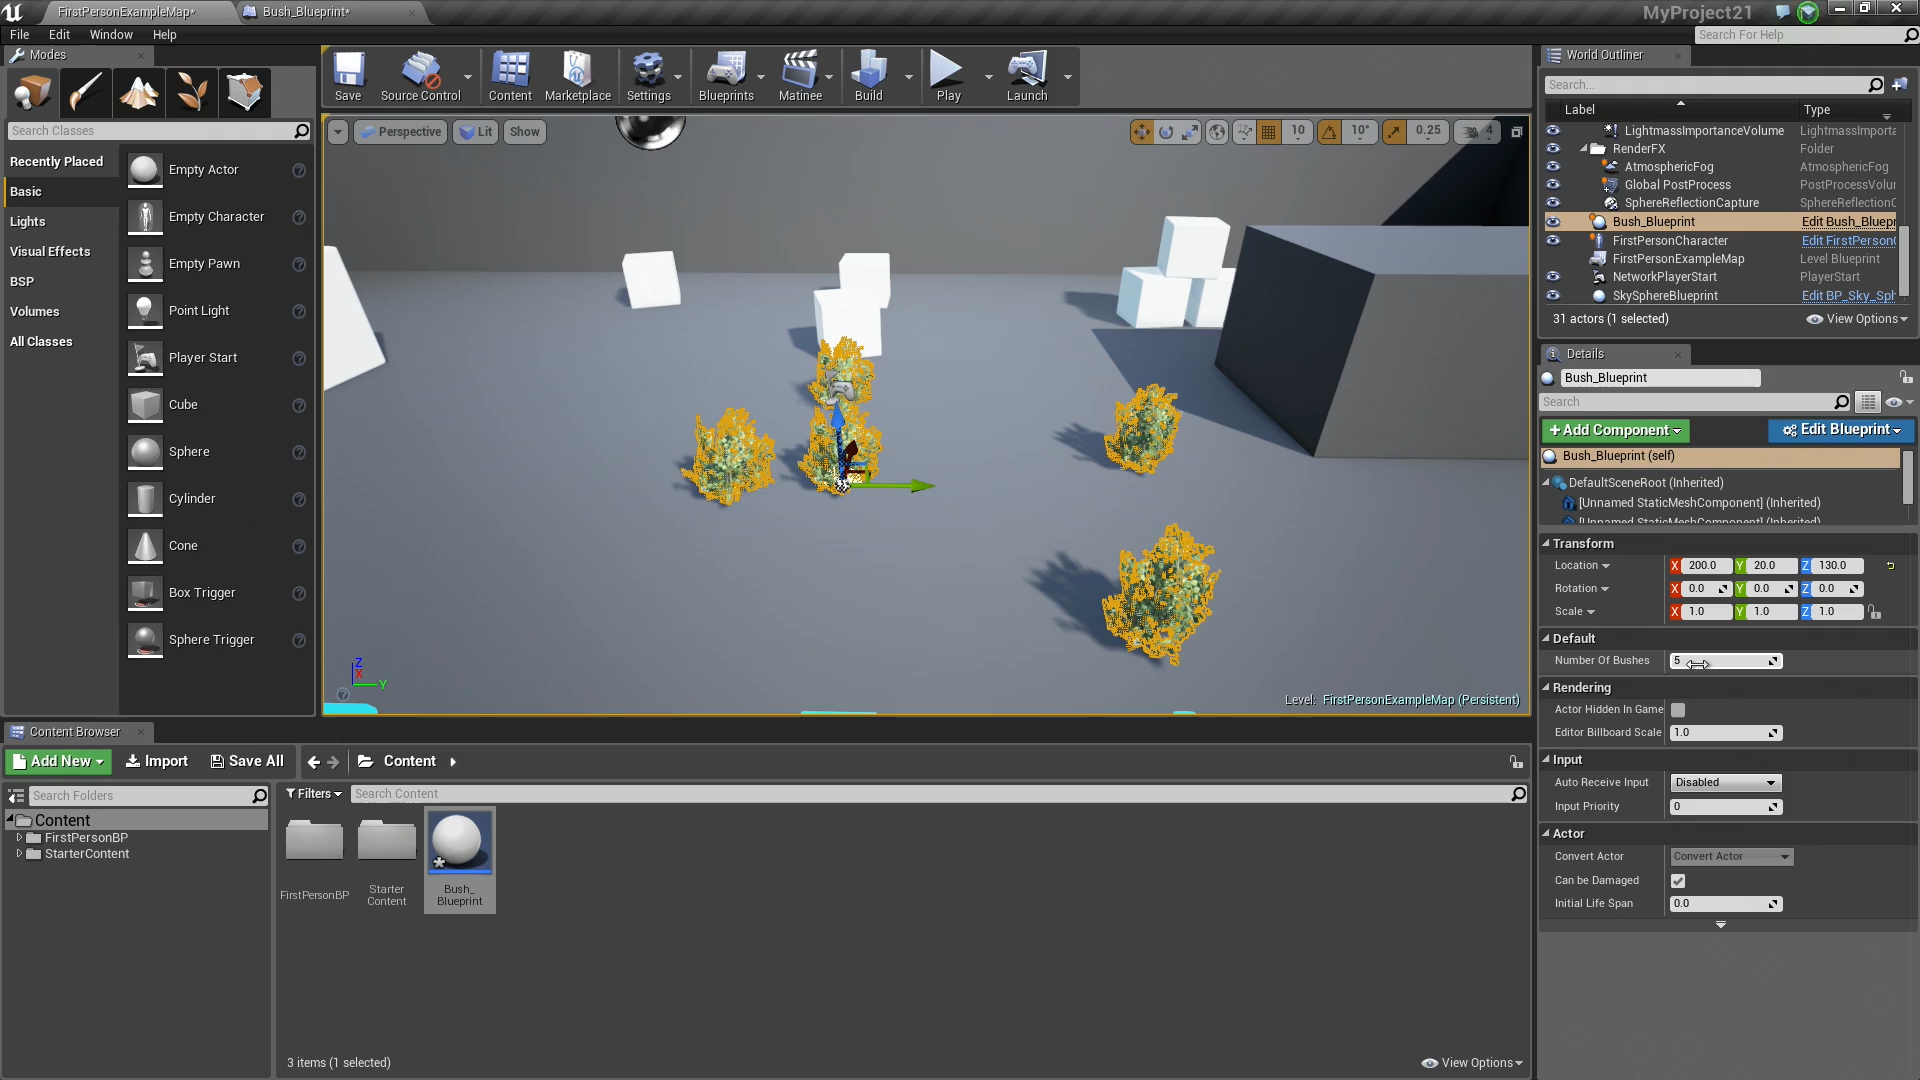 FirstPersonExampleMap*
Bush_Blueprint*
MyProject21
File Edit Window Help
Search For Help
Modes
Search Classes
Recently Placed
Basic
Lights
Visual Effects
BSP
Volumes
All Classes
Empty Actor
Empty Character
Empty Pawn
Point Light
Player Start
Cube
Sphere
Cylinder
Cone
Box Trigger
Sphere Trigger
Save
Source Control
Content
Marketplace
Settings
Blueprints
Matinee
Build
Play
Launch
Perspective Lit Show
10 10° 0.25 4
Z
X
Y
Level: FirstPersonExampleMap (Persistent)
World Outliner
Search...
Label Type
LightmassImportanceVolume LightmassImporta
RenderFX Folder
AtmosphericFog AtmosphericFog
Global PostProcess PostProcessVolur
SphereReflectionCapture SphereReflectionC
Bush_Blueprint Edit Bush_Bluepr
FirstPersonCharacter Edit FirstPersonC
FirstPersonExampleMap Level Blueprint
NetworkPlayerStart PlayerStart
SkySphereBlueprint Edit BP_Sky_Sph
31 actors (1 selected)
View Options
Details
Bush_Blueprint
Search
+Add Component
Edit Blueprint
Bush_Blueprint (self)
DefaultSceneRoot (Inherited)
[Unnamed StaticMeshComponent] (Inherited)
[Unnamed StaticMeshComponent] (Inherited)
Transform
Location X 200.0 Y 20.0 Z 130.0
Rotation X 0.0 Y 0.0 Z 0.0
Scale X 1.0 Y 1.0 Z 1.0
Default
Number Of Bushes 5
Rendering
Actor Hidden In Game
Editor Billboard Scale 1.0
Input
Auto Receive Input Disabled
Input Priority 0
Actor
Convert Actor Convert Actor
Can be Damaged
Initial Life Span 0.0
Content Browser
Add New Import Save All Content
Search Folders
Content
FirstPersonBP
StarterContent
Filters
Search Content
FirstPersonBP
Starter
Content
Bush_
Blueprint
3 items (1 selected)
View Options